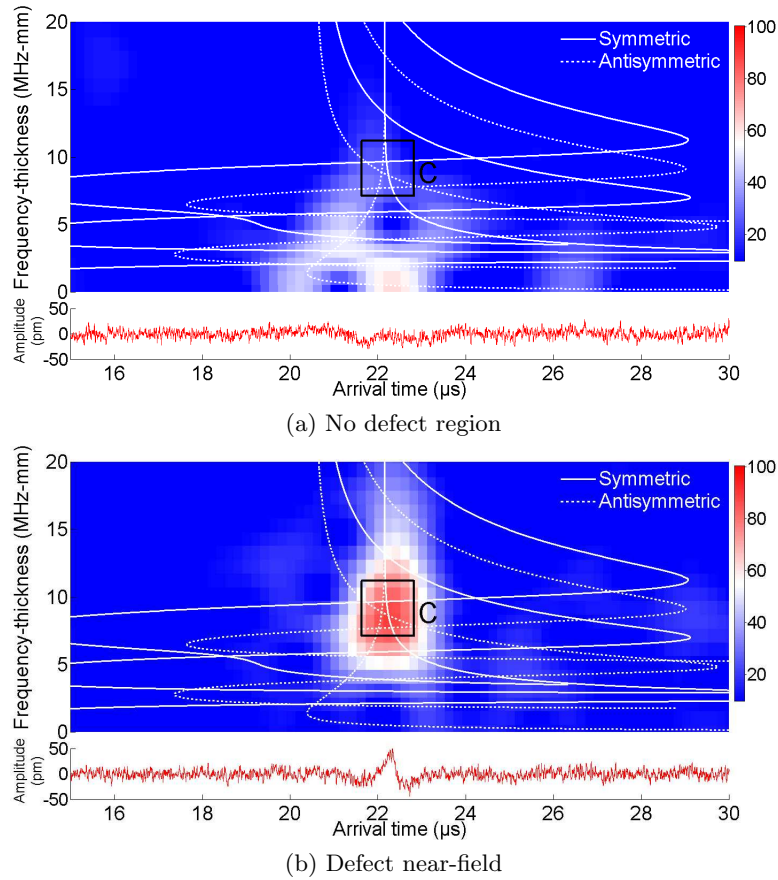 20
15
10
5
0
Frequency-thickness (MHz-mm)
Symmetric
Antisymmetric
C
100
80
60
40
20
50
0
-50
Amplitude
(pm)
16 18 20 22 24 26 28 30
Arrival time (μs)
(a) No defect region
20
15
10
5
0
Frequency-thickness (MHz-mm)
Symmetric
Antisymmetric
C
100
80
60
40
20
50
0
-50
Amplitude
(pm)
16 18 20 22 24 26 28 30
Arrival time (μs)
(b) Defect near-field